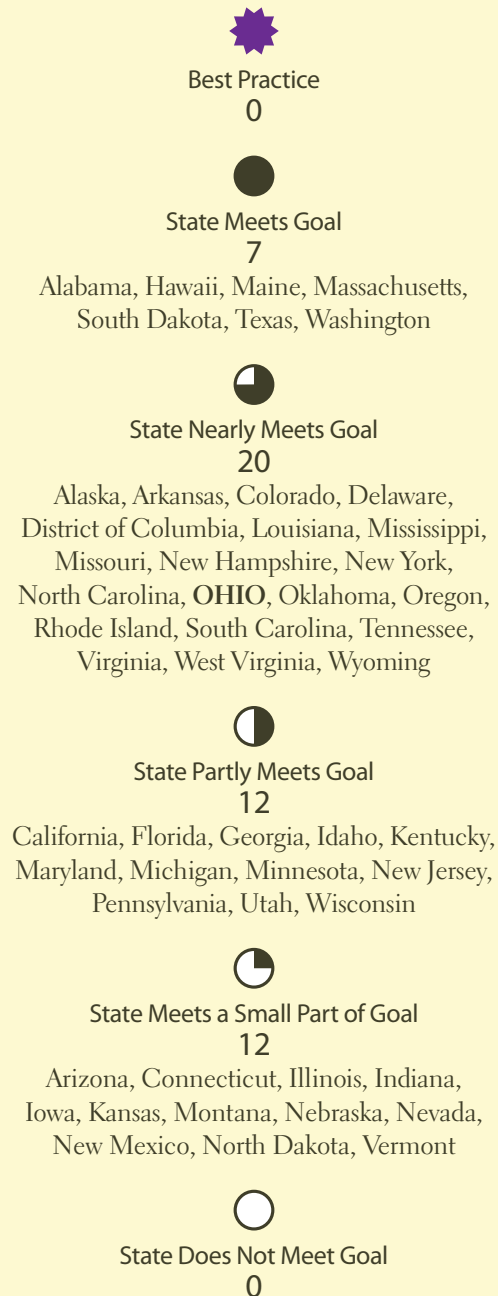 Best Practice
0
State Meets Goal
7
Alabama, Hawaii, Maine, Massachusetts,
South Dakota, Texas, Washington
State Nearly Meets Goal
20
Alaska, Arkansas, Colorado, Delaware,
District of Columbia, Louisiana, Mississippi,
Missouri, New Hampshire, New York,
North Carolina, OHIO, Oklahoma, Oregon,
Rhode Island, South Carolina, Tennessee,
Virginia, West Virginia, Wyoming
State Partly Meets Goal
12
California, Florida, Georgia, Idaho, Kentucky,
Maryland, Michigan, Minnesota, New Jersey,
Pennsylvania, Utah, Wisconsin
State Meets a Small Part of Goal
12
Arizona, Connecticut, Illinois, Indiana,
Iowa, Kansas, Montana, Nebraska, Nevada,
New Mexico, North Dakota, Vermont
State Does Not Meet Goal
0